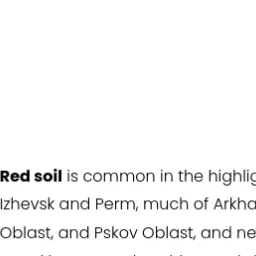 Red soil is common in the highlig
Izhevsk and Perm, much of Arkha
Oblast, and Pskov Oblast, and ne